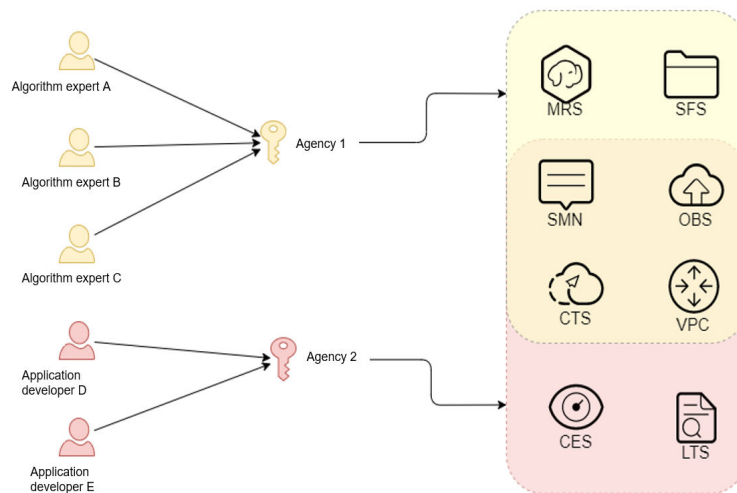 Algorithm expert A
Algorithm expert B
Algorithm expert C
Agency 1
Application
developer D
Application
developer E
Agency 2
MRS
SFS
SMN
OBS
CTS
VPC
CES
LTS